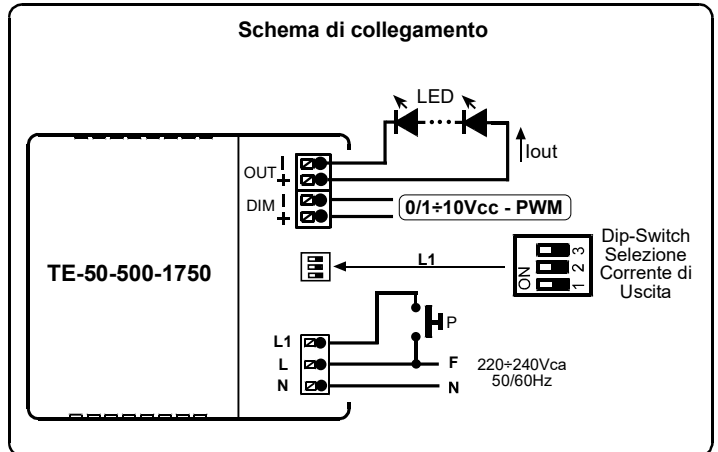 Schema di collegamento
LED
Iout
OUT
-
+
DIM
-
+
0/1÷10Vcc - PWM
TE-50-500-1750
L1
ON
1 2 3
Dip-Switch
Selezione
Corrente di
Uscita
P
L1
L
N
F
N
220÷240Vca
50/60Hz